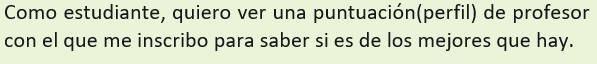 Como estudiante, quiero ver una puntuación(perfil) de profesor
con el que me inscribo para saber si es de los mejores que hay.